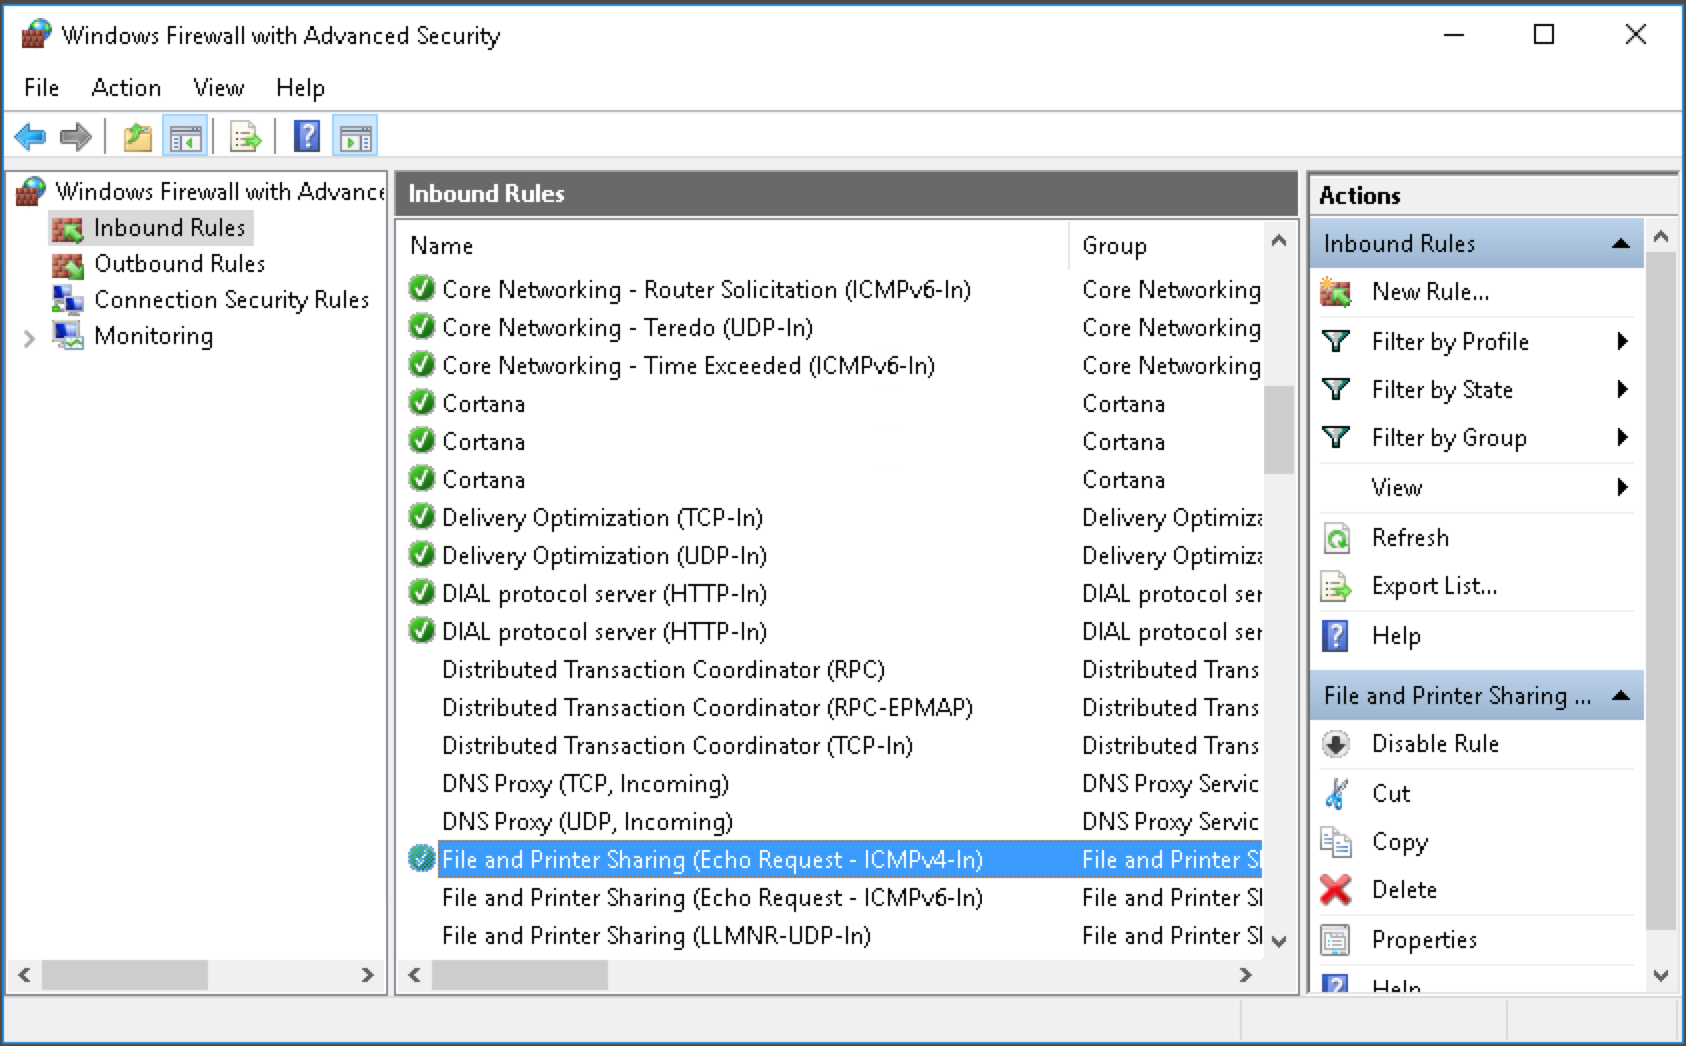 Windows Firewall with Advanced Security
File Action View Help
Windows Firewall with Advance
Inbound Rules
Outbound Rules
Connection Security Rules
Monitoring
Inbound Rules
Name Group
Core Networking - Router Solicitation (ICMPv6-In) Core Networking
Core Networking - Teredo (UDP-In) Core Networking
Core Networking - Time Exceeded (ICMPv6-In) Core Networking
Cortana Cortana
Cortana Cortana
Cortana Cortana
Delivery Optimization (TCP-In) Delivery Optimiza
Delivery Optimization (UDP-In) Delivery Optimiza
DIAL protocol server (HTTP-In) DIAL protocol ser
DIAL protocol server (HTTP-In) DIAL protocol ser
Distributed Transaction Coordinator (RPC) Distributed Trans
Distributed Transaction Coordinator (RPC-EPMAP) Distributed Trans
Distributed Transaction Coordinator (TCP-In) Distributed Trans
DNS Proxy (TCP, Incoming) DNS Proxy Servic
DNS Proxy (UDP, Incoming) DNS Proxy Servic
File and Printer Sharing (Echo Request - ICMPv4-In) File and Printer S
File and Printer Sharing (Echo Request - ICMPv6-In) File and Printer S
File and Printer Sharing (LLMNR-UDP-In) File and Printer S
Actions
Inbound Rules
New Rule...
Filter by Profile
Filter by State
Filter by Group
View
Refresh
Export List...
Help
File and Printer Sharing ...
Disable Rule
Cut
Copy
Delete
Properties
Help